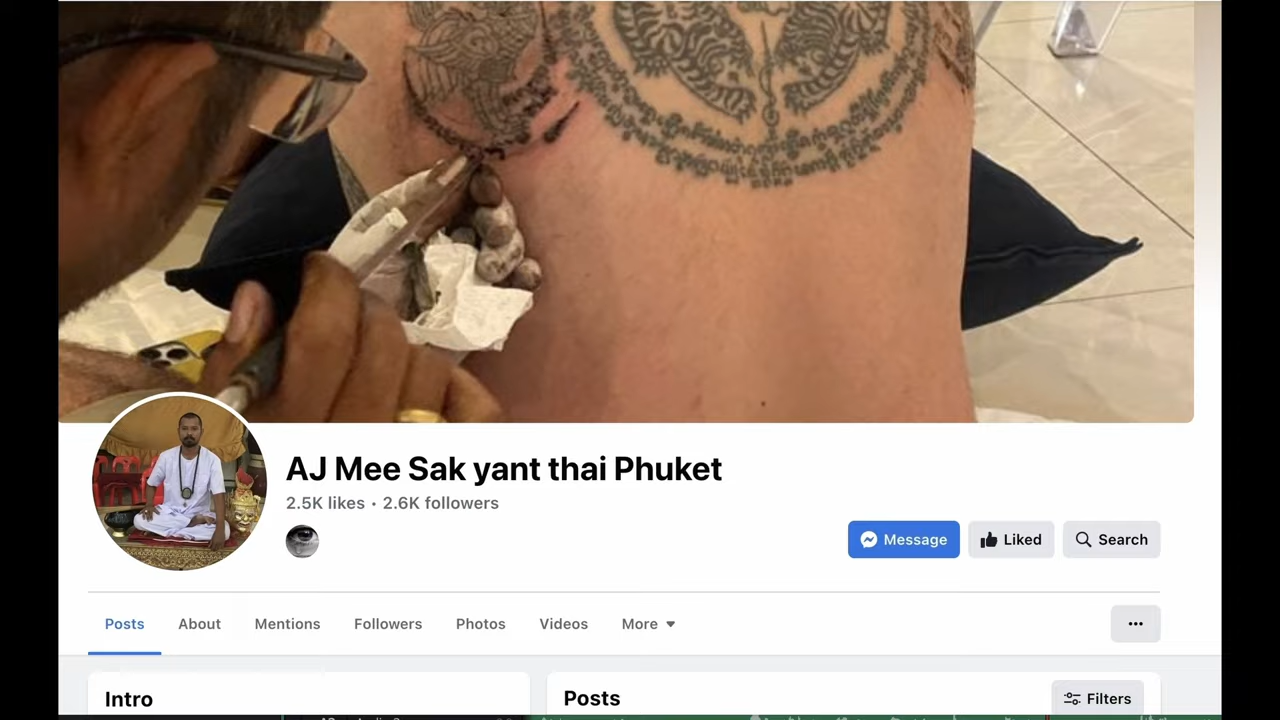 AJ Mee Sak yant thai Phuket
2.5K likes • 2.6K followers
Message
Liked
Search
Posts
About
Mentions
Followers
Photos
Videos
More
Intro
Posts
Filters